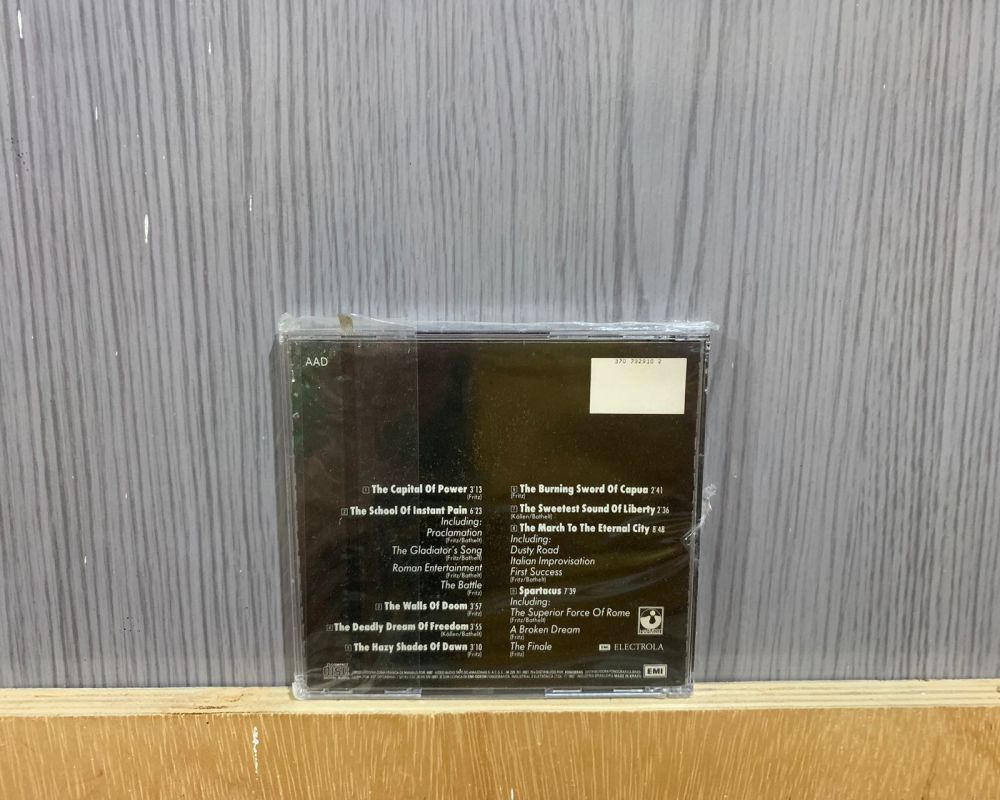 AAD
370 792910 2
1 The Capital Of Power 3'13
(Fritz)
2 The School Of Instant Pain 6'23
Including:
Proclamation
(Fritz/Bathelt)
The Gladiator's Song
(Fritz/Bathelt)
Roman Entertainment
(Fritz/Bathelt)
The Battle
(Fritz)
3 The Walls Of Doom 3'57
(Fritz)
4 The Deadly Dream Of Freedom 3'55
(Köllen/Bathelt)
5 The Hazy Shades Of Dawn 3'10
(Fritz)
6 The Burning Sword Of Capua 2'41
(Fritz)
7 The Sweetest Sound Of Liberty 2'36
(Köllen/Bathelt)
8 The March To The Eternal City 8'48
Including:
Dusty Road
Italian Improvisation
First Success
(Fritz/Bathelt)
9 Spartacus 7'39
Including:
The Superior Force Of Rome
(Fritz/Bathelt)
A Broken Dream
(Fritz)
The Finale
(Fritz)
EMI ELECTROLA
EMI